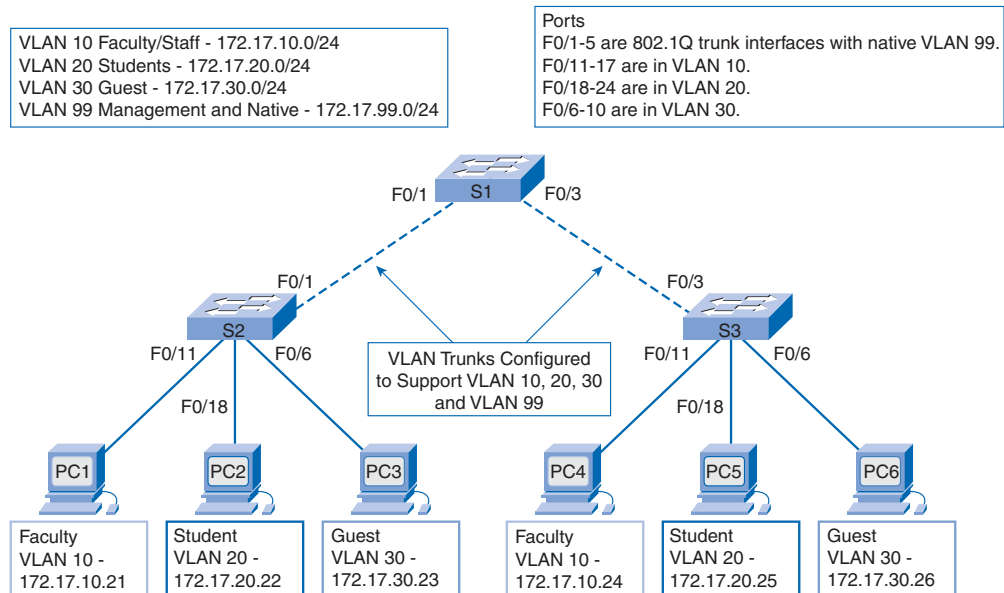 VLAN 10 Faculty/Staff - 172.17.10.0/24
VLAN 20 Students - 172.17.20.0/24
VLAN 30 Guest - 172.17.30.0/24
VLAN 99 Management and Native - 172.17.99.0/24
Ports
F0/1-5 are 802.1Q trunk interfaces with native VLAN 99.
F0/11-17 are in VLAN 10.
F0/18-24 are in VLAN 20.
F0/6-10 are in VLAN 30.
F0/1
S1
F0/3
F0/1
F0/3
S2
S3
F0/11
F0/6
F0/18
VLAN Trunks Configured
to Support VLAN 10, 20, 30
and VLAN 99
F0/11
F0/6
F0/18
PC1
PC2
PC3
PC4
PC5
PC6
Faculty
VLAN 10 -
172.17.10.21
Student
VLAN 20 -
172.17.20.22
Guest
VLAN 30 -
172.17.30.23
Faculty
VLAN 10 -
172.17.10.24
Student
VLAN 20 -
172.17.20.25
Guest
VLAN 30 -
172.17.30.26